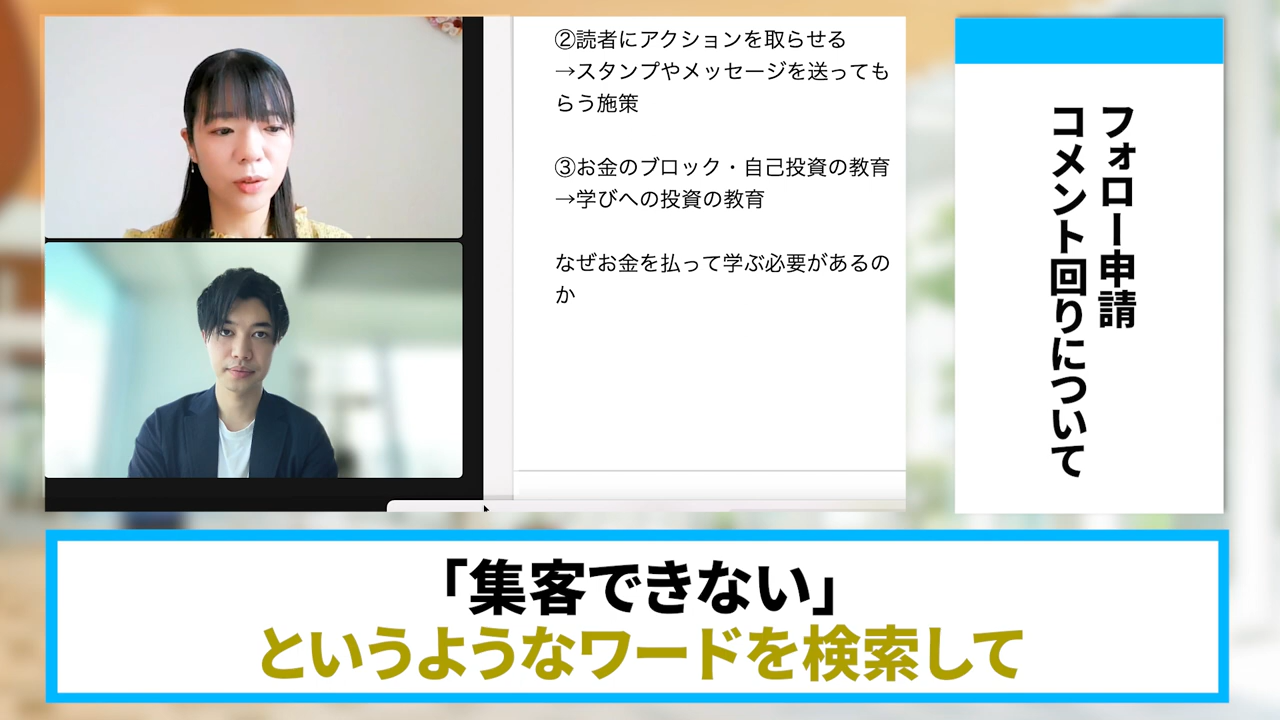 ②読者にアクションを取らせる
→スタンプやメッセージを送っても
らう施策
③お金のブロック・自己投資の教育
→学びへの投資の教育
なぜお金を払って学ぶ必要があるの
か
フォロー申請
コメント回りについて
「集客できない」
というようなワードを検索して